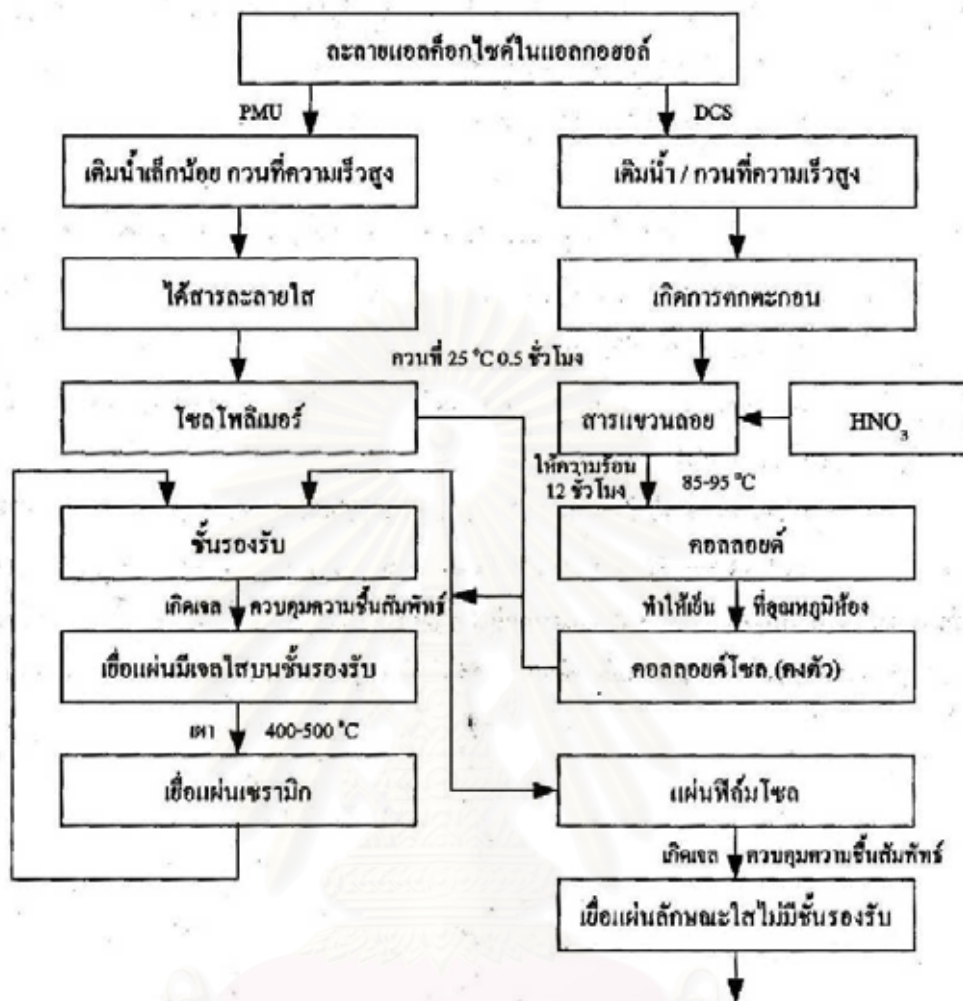 ละลายแอลค็อกไซด์ในแอลกอฮอล์
PMU
DCS
เติมน้ำเล็กน้อย กวนที่ความเร็วสูง
เติมน้ำ / กวนที่ความเร็วสูง
ได้สารละลายใส
เกิดการตกตะกอน
กวนที่ 25 °C 0.5 ชั่วโมง
โซลโพลิเมอร์
สารแขวนลอย
HNO₃
ให้ความร้อน
12 ชั่วโมง
85-95 °C
ชั้นรองรับ
คอลลอยด์
เกิดเจล ควบคุมความชื้นสัมพัทธ์
ทำให้เย็น ที่อุณหภูมิห้อง
เยื่อแผ่นมีเจลใสบนชั้นรองรับ
คอลลอยด์โซล (คงตัว)
เผา 400-500 °C
เยื่อแผ่นเซรามิก
แผ่นฟิล์มโซล
เกิดเจล ควบคุมความชื้นสัมพัทธ์
เยื่อแผ่นลักษณะใสไม่มีชั้นรองรับ